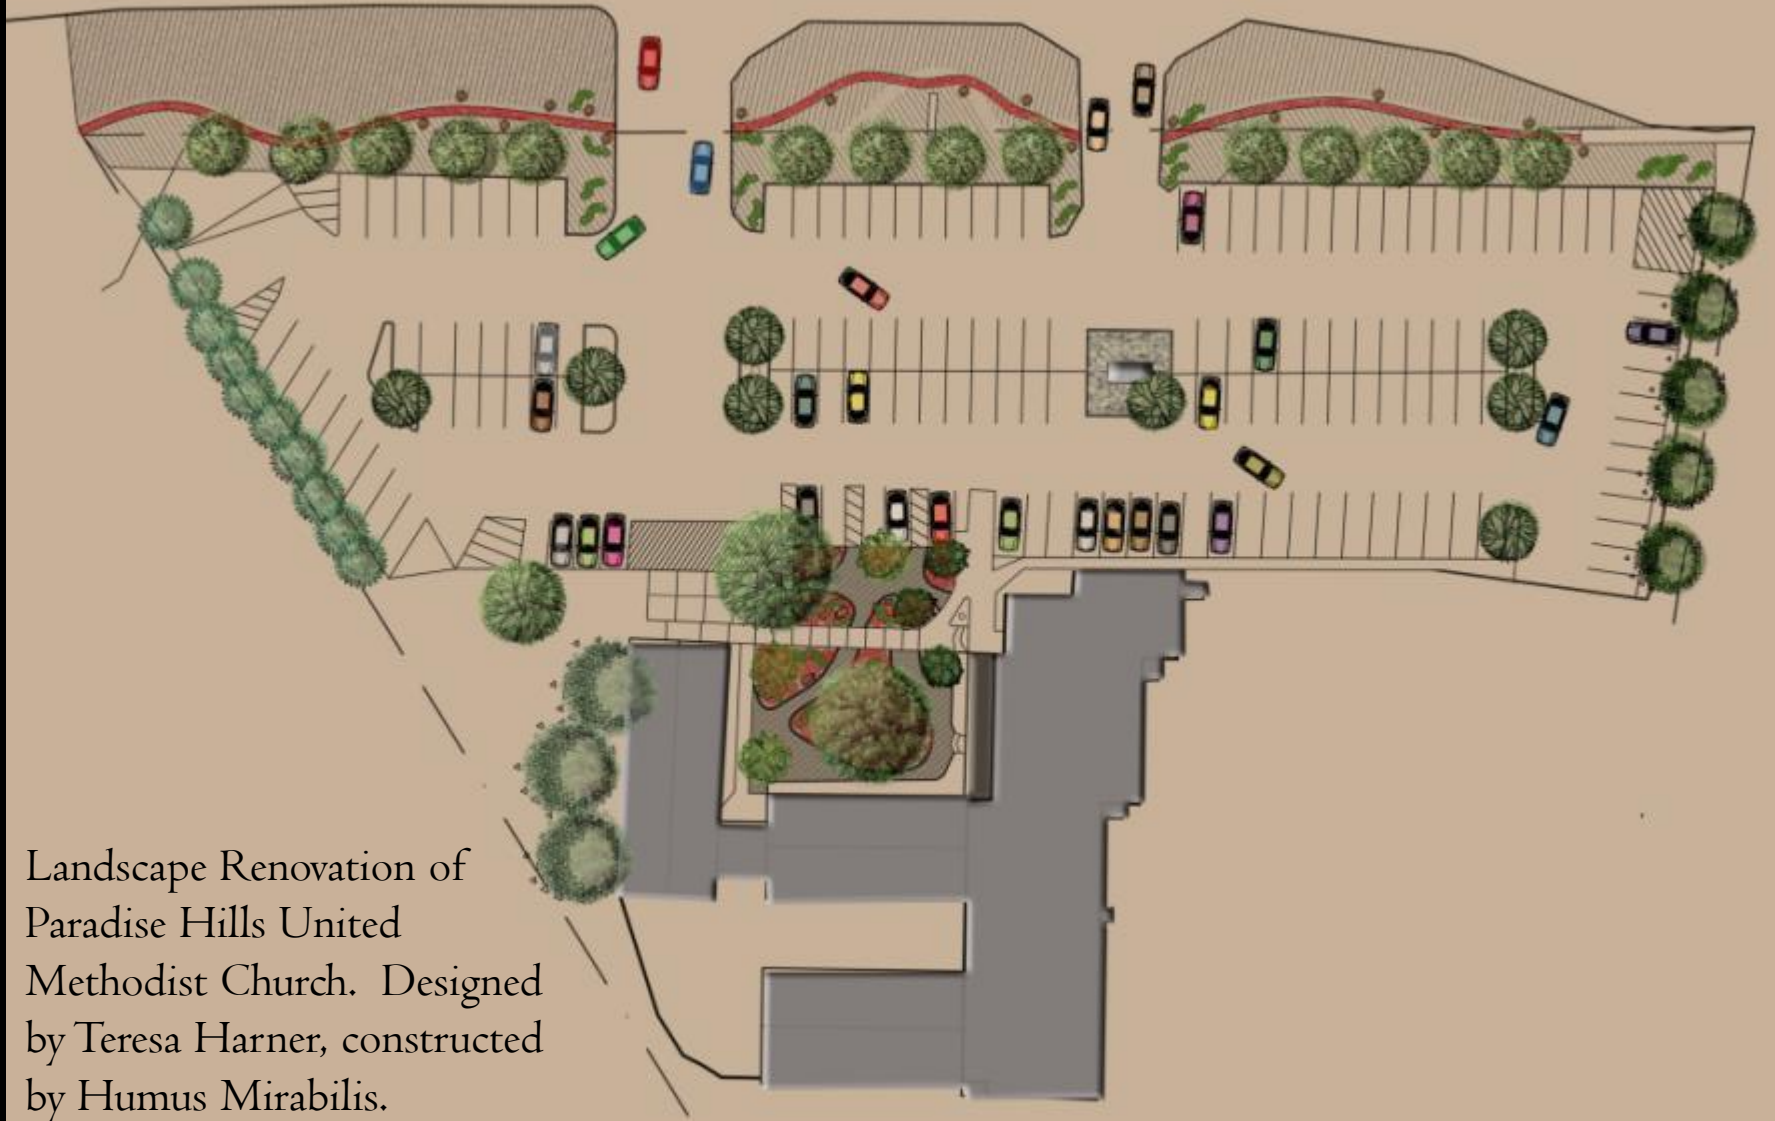 Landscape Renovation of
Paradise Hills United
Methodist Church.  Designed
by Teresa Harner, constructed
by Humus Mirabilis.